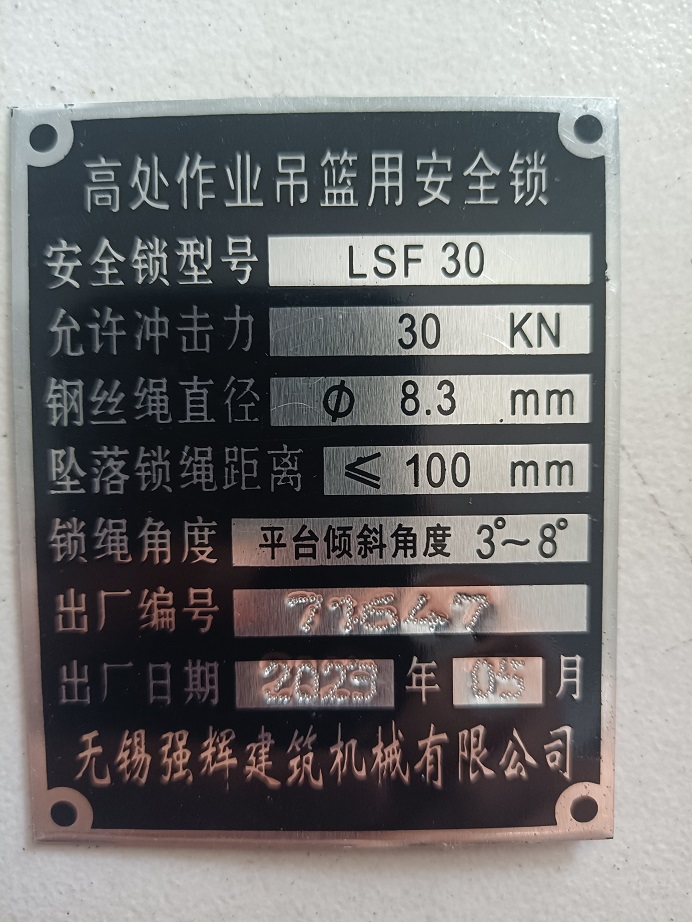 高处作业吊篮用安全锁
安全锁型号 LSF 30
允许冲击力 30 KN
钢丝绳直径 ϕ 8.3 mm
坠落锁绳距离 ≤ 100 mm
锁绳角度 平台倾斜角度 3°~8°
出厂编号 71647
出厂日期 2023 年 05 月
无锡强辉建筑机械有限公司